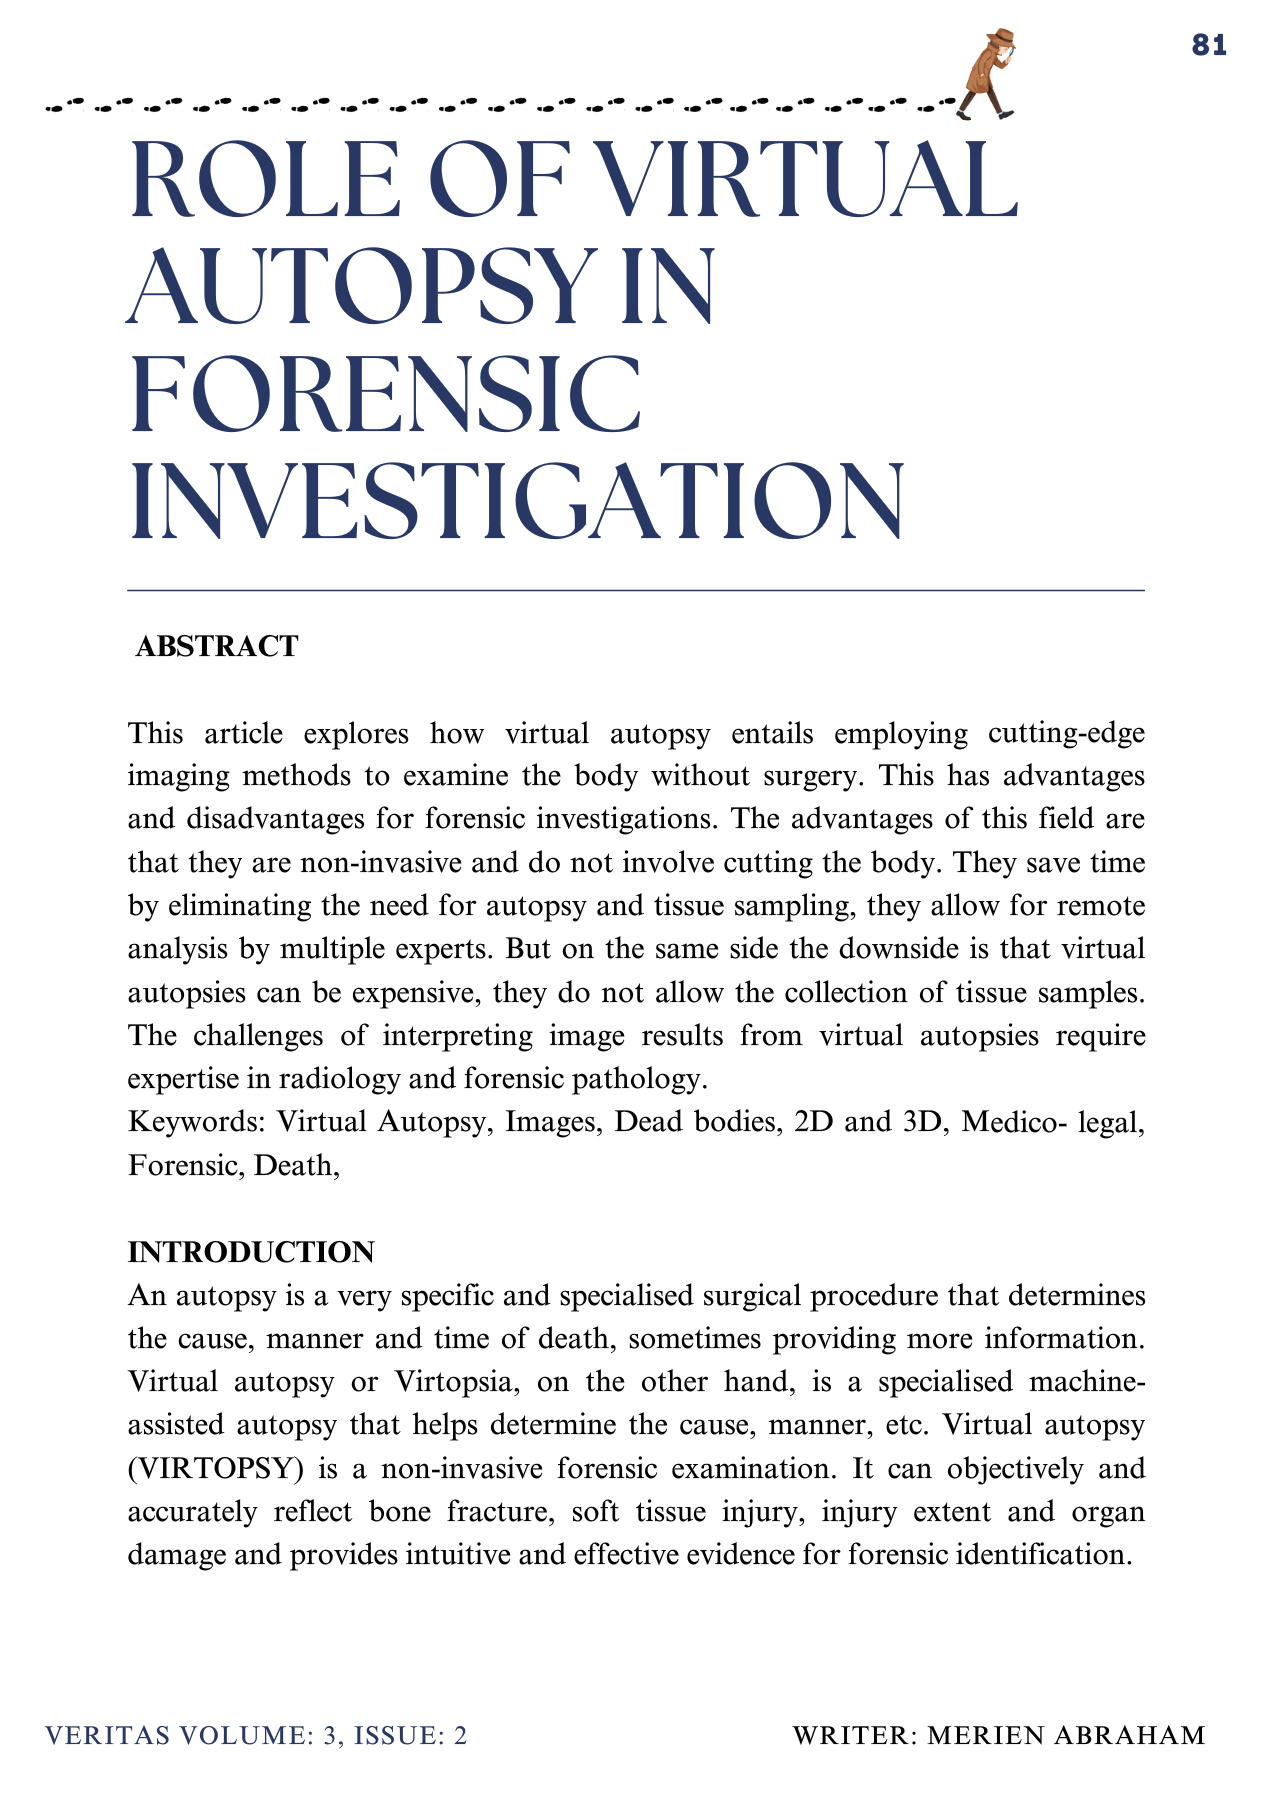 81
ROLE OF VIRTUAL
AUTOPSY IN
FORENSIC
INVESTIGATION
ABSTRACT
This article explores how virtual autopsy entails employing cutting-edge
imaging methods to examine the body without surgery. This has advantages
and disadvantages for forensic investigations. The advantages of this field are
that they are non-invasive and do not involve cutting the body. They save time
by eliminating the need for autopsy and tissue sampling, they allow for remote
analysis by multiple experts. But on the same side the downside is that virtual
autopsies can be expensive, they do not allow the collection of tissue samples.
The challenges of interpreting image results from virtual autopsies require
expertise in radiology and forensic pathology.
Keywords: Virtual Autopsy, Images, Dead bodies, 2D and 3D, Medico- legal,
Forensic, Death,
INTRODUCTION
An autopsy is a very specific and specialised surgical procedure that determines
the cause, manner and time of death, sometimes providing more information.
Virtual autopsy or Virtopsia, on the other hand, is a specialised machine-
assisted autopsy that helps determine the cause, manner, etc. Virtual autopsy
(VIRTOPSY) is a non-invasive forensic examination. It can objectively and
accurately reflect bone fracture, soft tissue injury, injury extent and organ
damage and provides intuitive and effective evidence for forensic identification.
VERITAS VOLUME: 3, ISSUE: 2
WRITER: MERIEN ABRAHAM